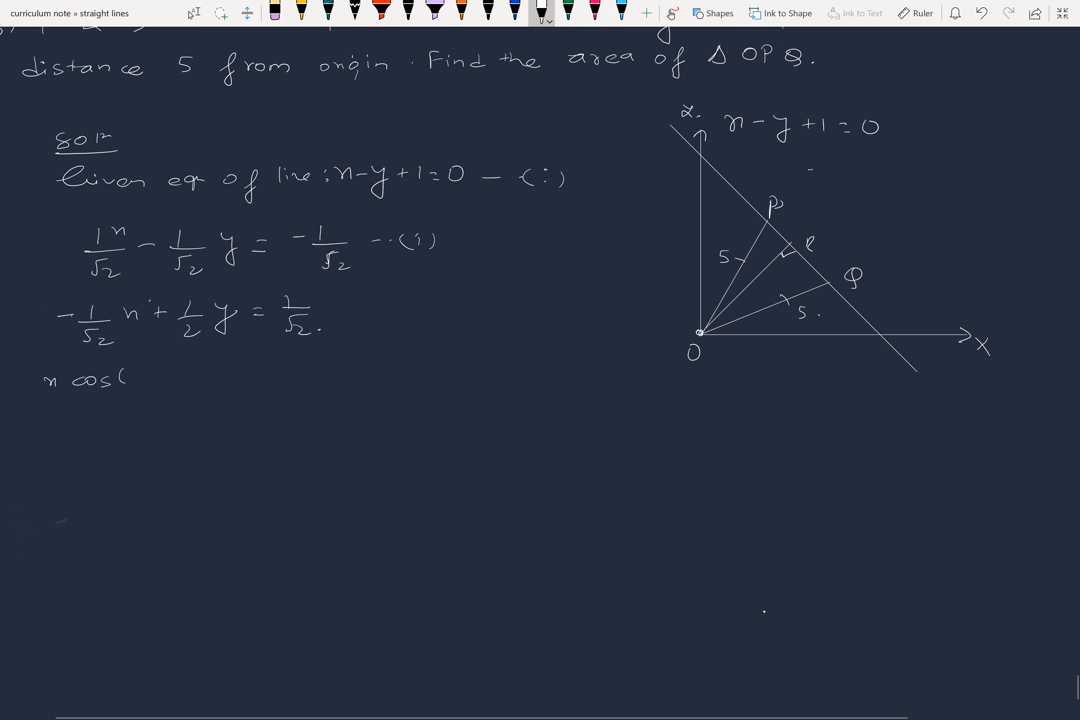 curriculum note » straight lines
Shapes
Ink to Shape
Ink to Text
Ruler
distance 5 from origin. Find the area of Δ OPQ.
Soln
Given eqn of line: x-y+1=0 - (i)
1x/√2 - 1/√2 y = -1/√2 --(i)
-1/√2 x + 1/2 y = 1/√2.
x cos(
x-y+1=0
P
5
Q
5.
O
X